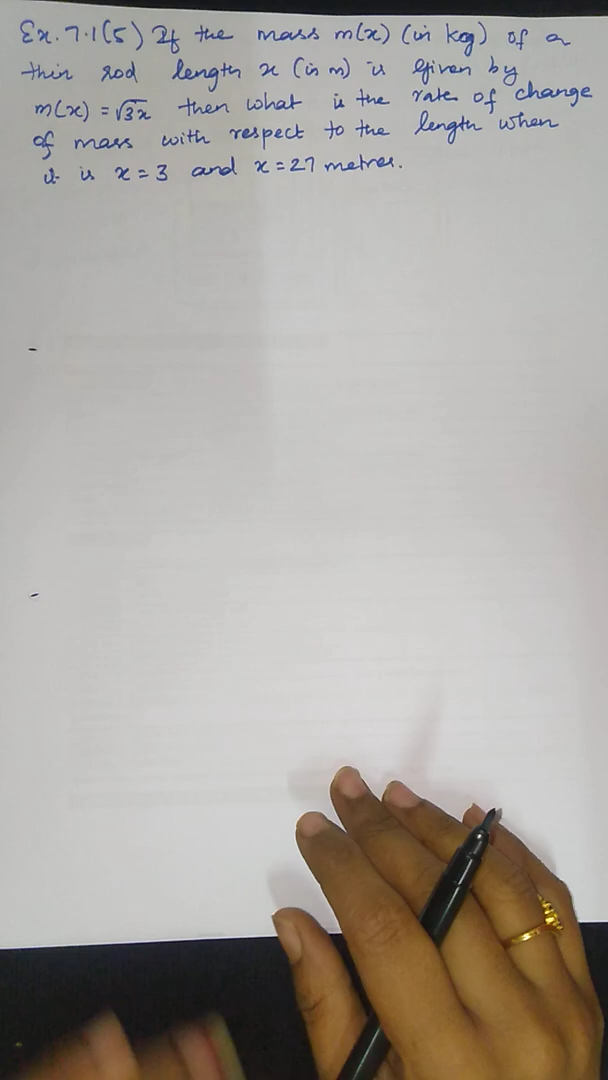 Ex. 7.1(5) If the mass m(x) (in kg) of a
thin rod length x (in m) is given by
m(x) = √3x then what is the rate of change
of mass with respect to the length when
it is x = 3 and x = 27 metres.